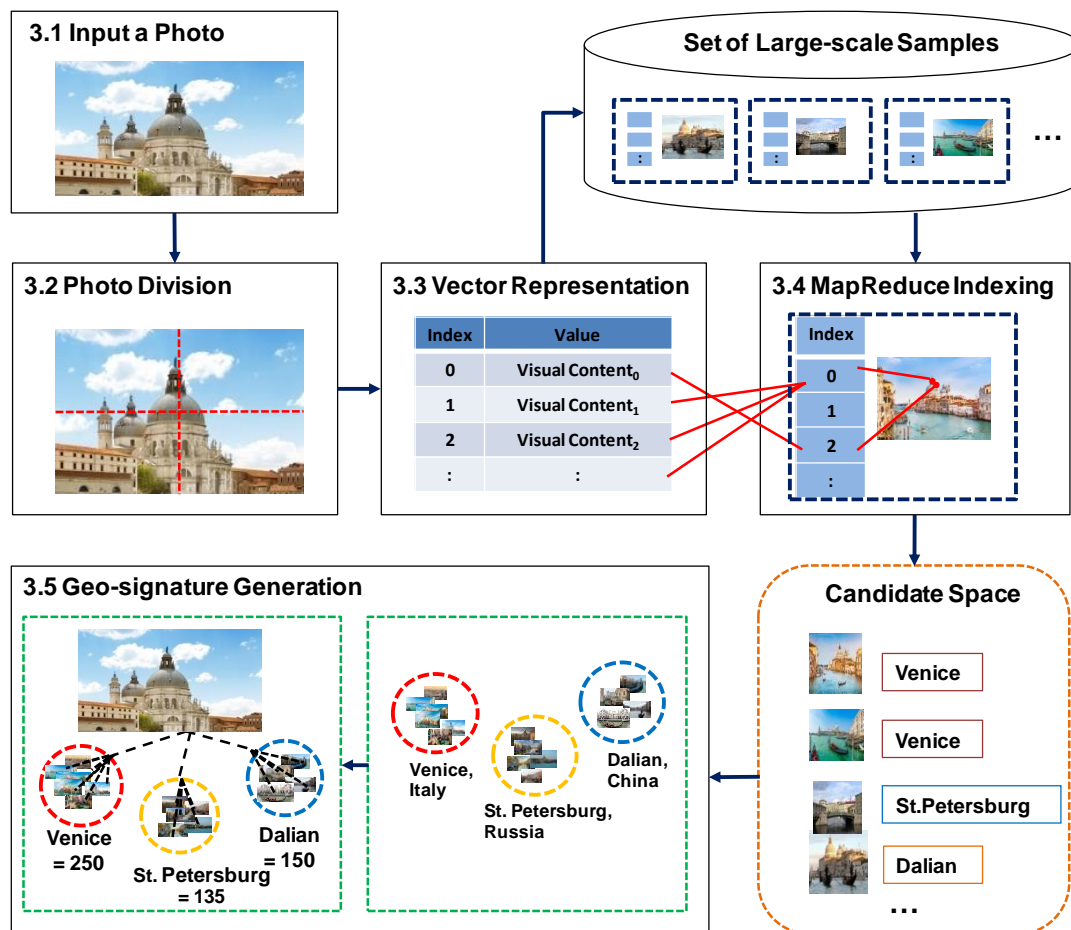 3.1 Input a Photo
Set of Large-scale Samples
:
:
:
...
3.2 Photo Division
3.3 Vector Representation
Index Value
0 Visual Content0
1 Visual Content1
2 Visual Content2
: :
3.4 MapReduce Indexing
Index
0
1
2
:
3.5 Geo-signature Generation
Venice
= 250
St. Petersburg
= 135
Dalian
= 150
Venice,
Italy
St. Petersburg,
Russia
Dalian,
China
Candidate Space
Venice
Venice
St.Petersburg
Dalian
...